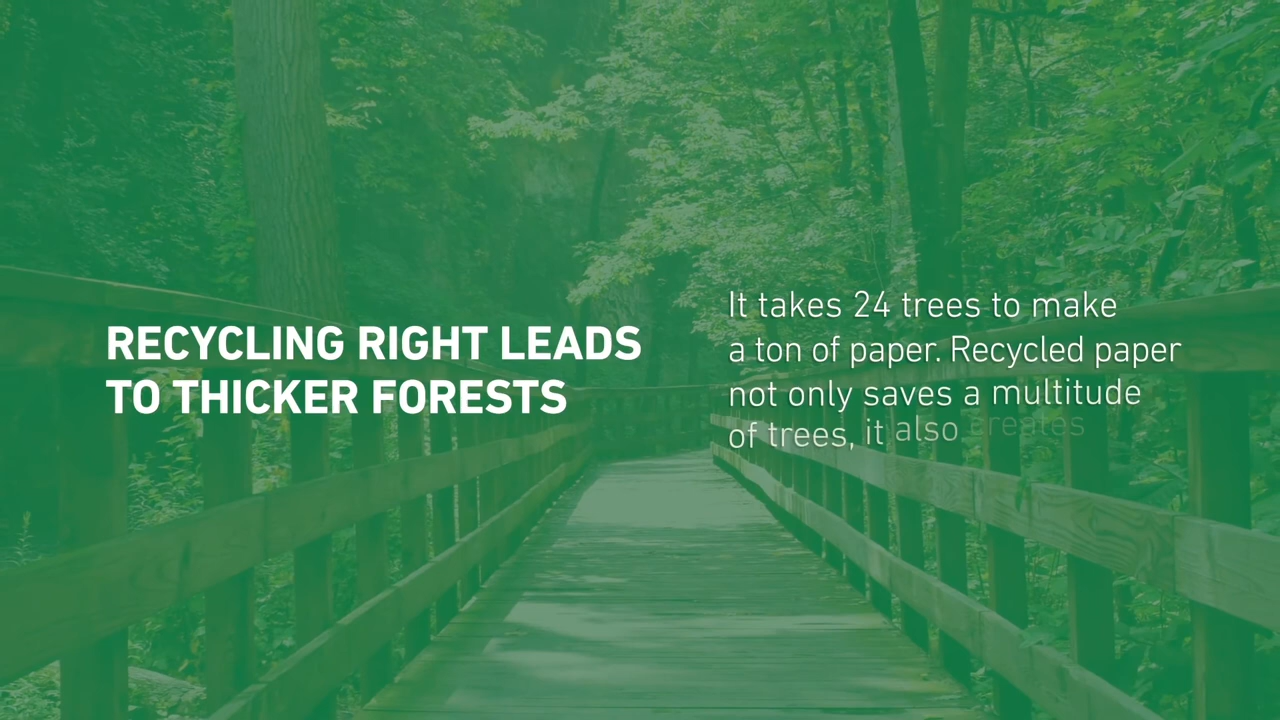 RECYCLING RIGHT LEADS
TO THICKER FORESTS
It takes 24 trees to make
a ton of paper. Recycled paper
not only saves a multitude
of trees, it also creates